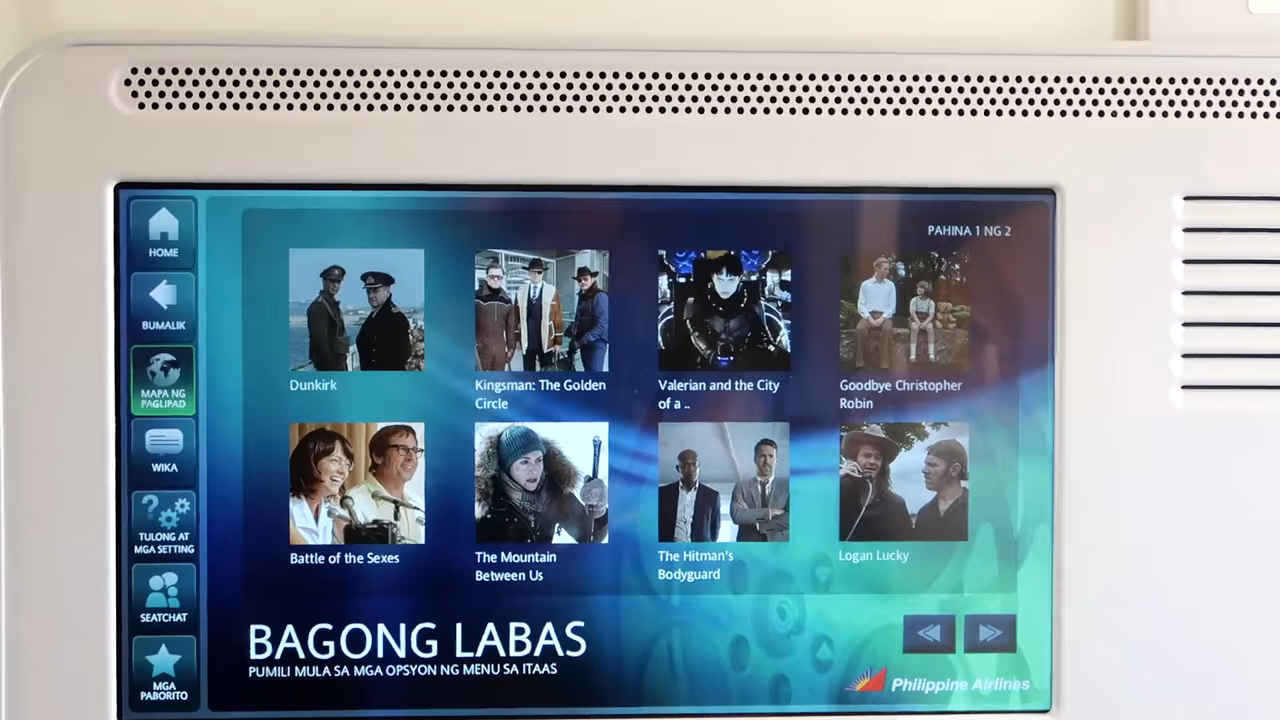 HOME
BUMALIK
MAPA NG
PAGLIPAD
WIKA
TULONG AT
MGA SETTING
SEATCHAT
MGA
PABORITO
PAHINA 1 NG 2
Dunkirk
Kingsman: The Golden
Circle
Valerian and the City
of a ..
Goodbye Christopher
Robin
Battle of the Sexes
The Mountain
Between Us
The Hitman's
Bodyguard
Logan Lucky
BAGONG LABAS
PUMILI MULA SA MGA OPSYON NG MENU SA ITAAS
Philippine Airlines